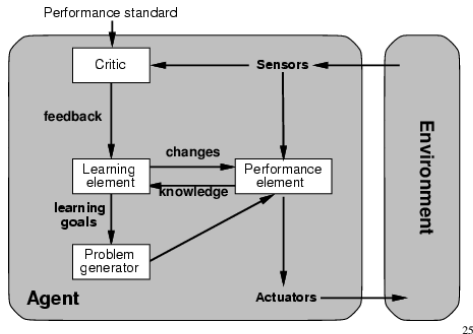 Performance standard
Critic
Sensors
feedback
changes
Learning
element
Performance
element
knowledge
learning
goals
Problem
generator
Agent
Actuators
Environment
25